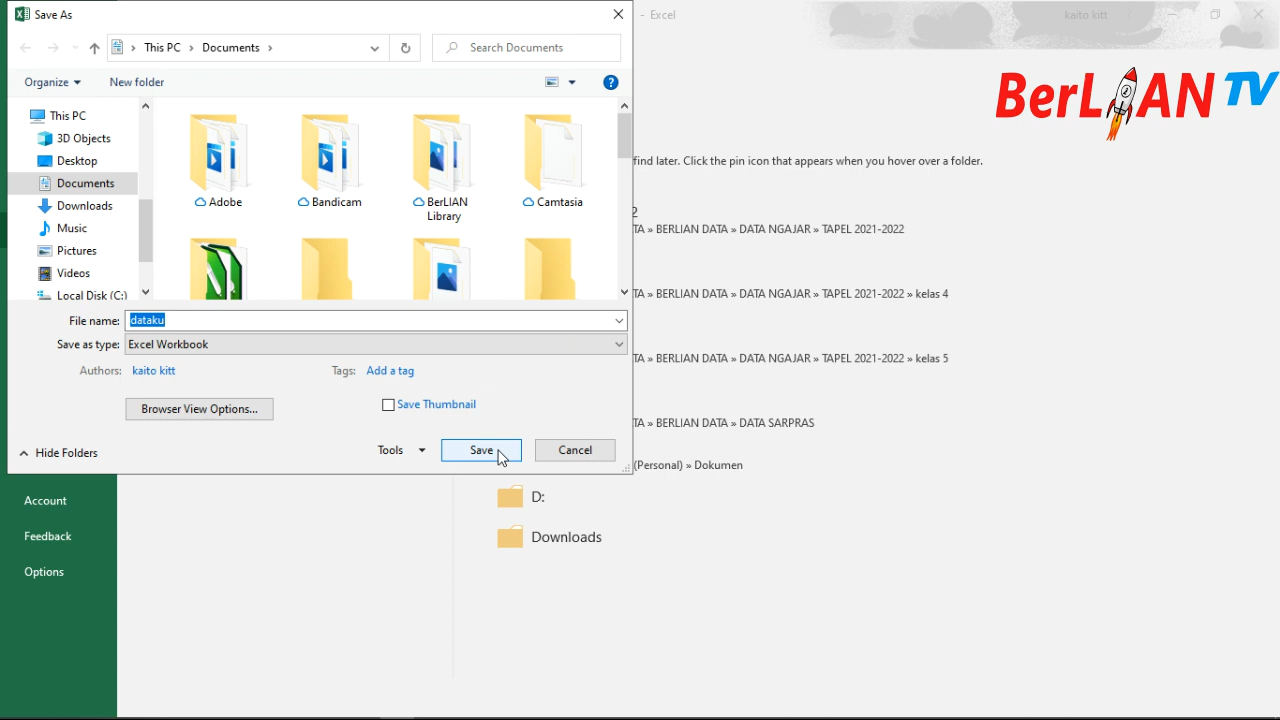 Save As
- Excel
kaito kitt
This PC
Documents
Search Documents
Organize
New folder
This PC
3D Objects
Desktop
Documents
Downloads
Music
Pictures
Videos
Local Disk (C:)
Adobe
Bandicam
BerLIAN
Library
Camtasia
BerLIAN TV
File name: dataku
Save as type: Excel Workbook
Authors: kaito kitt
Tags: Add a tag
Browser View Options...
Save Thumbnail
Hide Folders
Tools
Save
Cancel
find later. Click the pin icon that appears when you hover over a folder.
2
TA » BERLIAN DATA » DATA NGAJAR » TAPEL 2021-2022
TA » BERLIAN DATA » DATA NGAJAR » TAPEL 2021-2022 » kelas 4
TA » BERLIAN DATA » DATA NGAJAR » TAPEL 2021-2022 » kelas 5
TA » BERLIAN DATA » DATA SARPRAS
(Personal) » Dokumen
D:
Downloads
Account
Feedback
Options